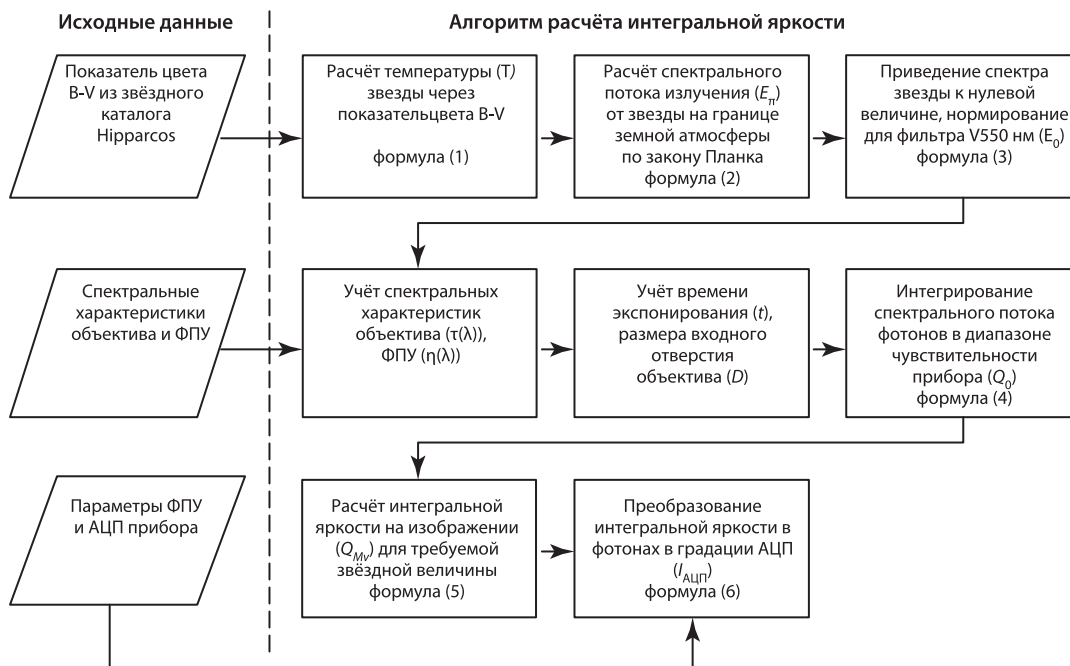 Исходные данные
Алгоритм расчёта интегральной яркости
Показатель цвета
B-V из звёздного
каталога
Hipparcos
Расчёт температуры (T)
звезды через
показательцвета B-V
формула (1)
Расчёт спектрального
потока излучения (Eπ)
от звезды на границе
земной атмосферы
по закону Планка
формула (2)
Приведение спектра
звезды к нулевой
величине, нормирование
для фильтра V550 нм (E0)
формула (3)
Спектральные
характеристики
объектива и ФПУ
Учёт спектральных
характеристик
объектива (τ(λ)),
ФПУ (η(λ))
Учёт времени
экспонирования (t),
размера входного
отверстия
объектива (D)
Интегрирование
спектрального потока
фотонов в диапазоне
чувствительности
прибора (Q0)
формула (4)
Параметры ФПУ
и АЦП прибора
Расчёт интегральной
яркости на изображении
(QMv) для требуемой
звёздной величины
формула (5)
Преобразование
интегральной яркости в
фотонах в градации АЦП
(IАЦП)
формула (6)